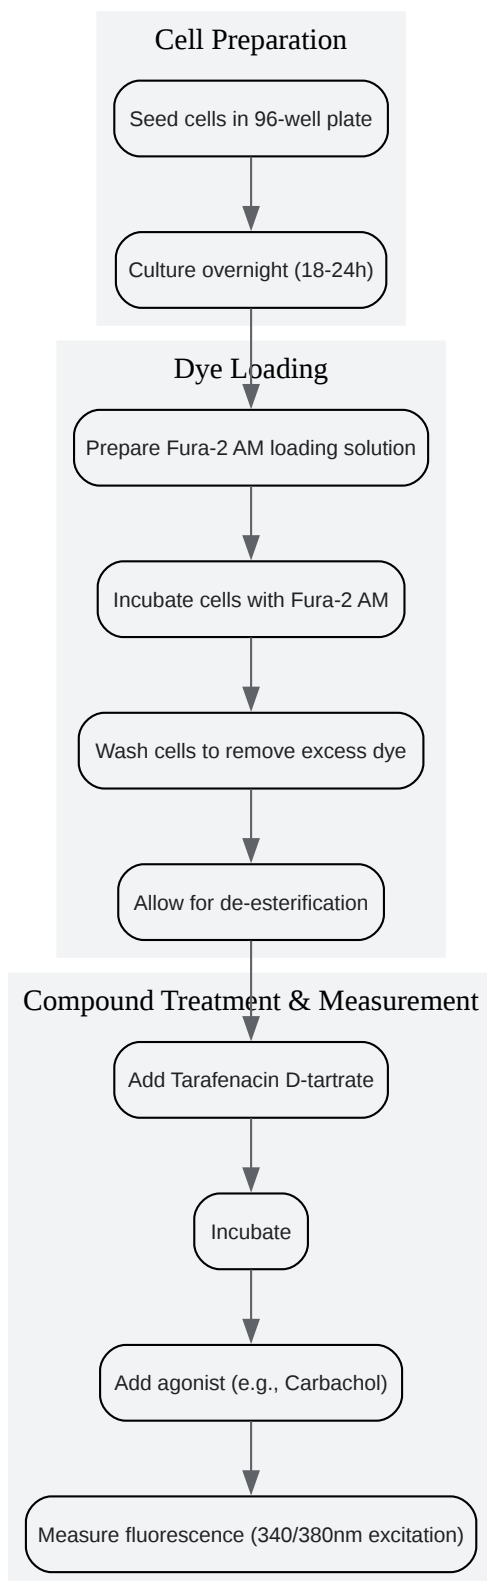 Cell Preparation
Seed cells in 96-well plate
Culture overnight (18-24h)
Dye Loading
Prepare Fura-2 AM loading solution
Incubate cells with Fura-2 AM
Wash cells to remove excess dye
Allow for de-esterification
Compound Treatment & Measurement
Add Tarafenacin D-tartrate
Incubate
Add agonist (e.g., Carbachol)
Measure fluorescence (340/380nm excitation)